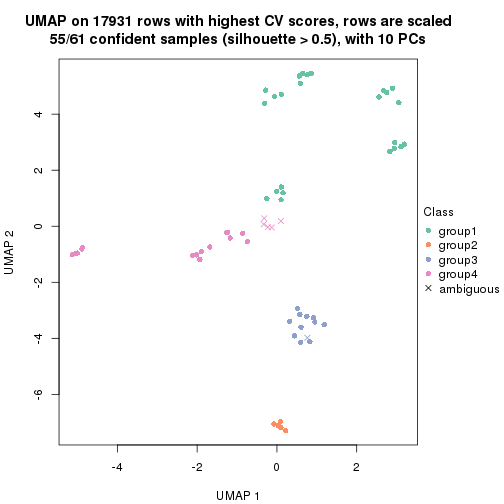 UMAP on 17931 rows with highest CV scores, rows are scaled
55/61 confident samples (silhouette > 0.5), with 10 PCs
4
2
0
-2
-4
-6
UMAP 2
-4
-2
0
2
UMAP 1
Class
group1
group2
group3
group4
ambiguous